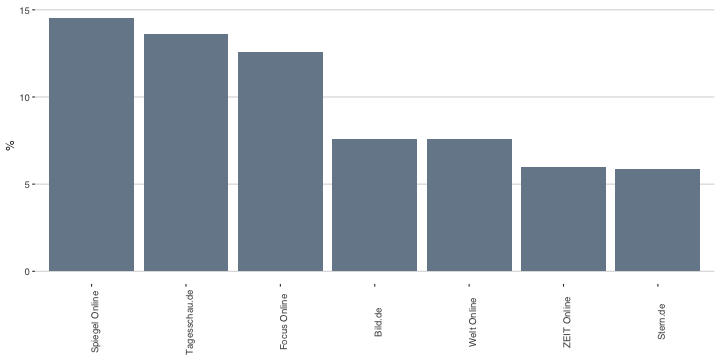 15
10
%
5
0
Spiegel Online
Tagesschau.de
Focus Online
Bild.de
Welt Online
ZEIT Online
Stern.de